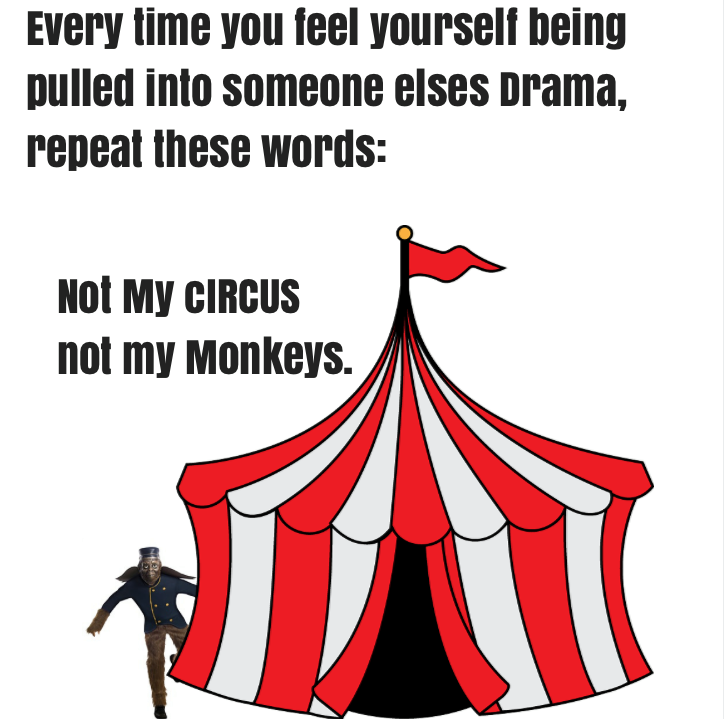 Every time you feel yourself being
pulled into someone elses Drama,
repeat these words:
Not My cIRCUS
not my Monkeys.